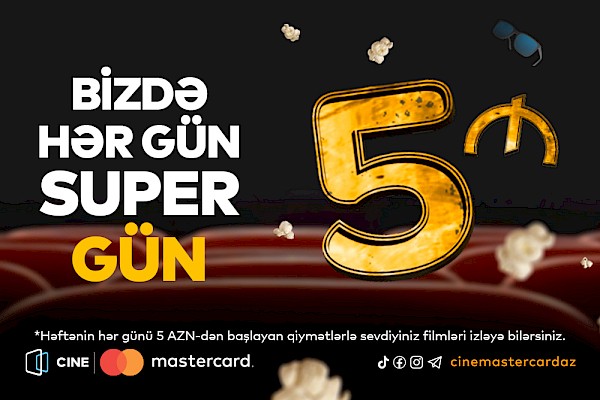 BİZDƏ
HƏR GÜN
SUPER
GÜN
5 ₼
*Həftənin hər günü 5 AZN-dən başlayan qiymətlərlə sevdiyiniz filmləri izləyə bilərsiniz.
CINE mastercard. cinemastercardaz